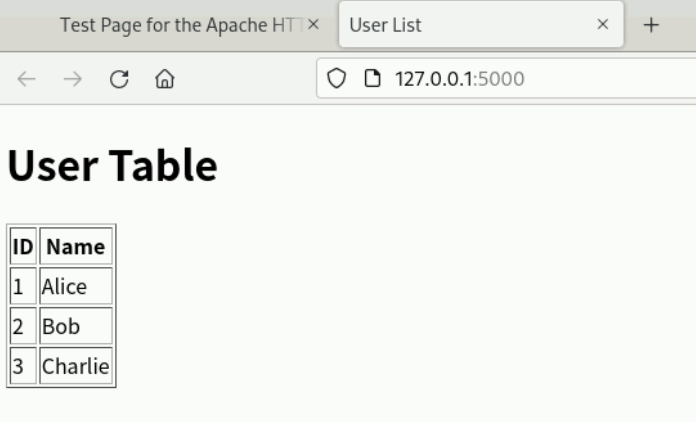 Test Page for the Apache HTT
User List
127.0.0.1:5000
User Table
ID Name
1 Alice
2 Bob
3 Charlie